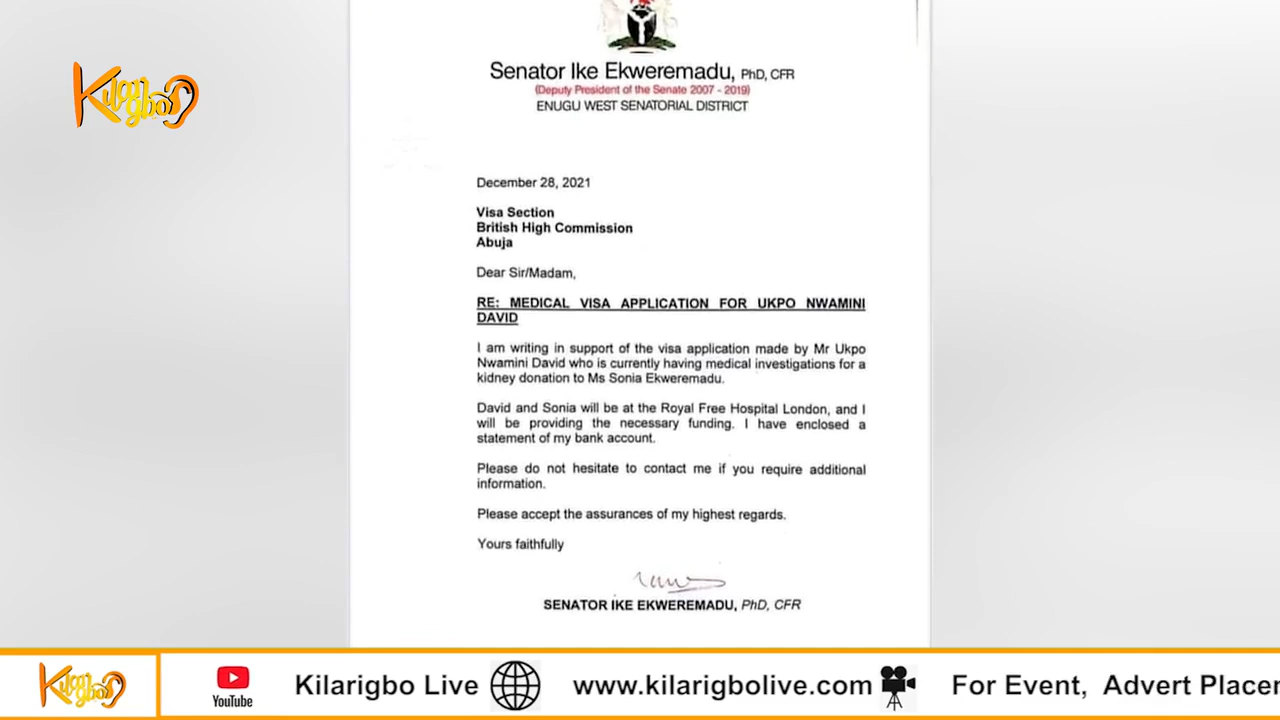 Kilarigbo
Senator Ike Ekweremadu, PhD, CFR
(Deputy President of the Senate 2007 - 2019)
ENUGU WEST SENATORIAL DISTRICT
December 28, 2021
Visa Section
British High Commission
Abuja
Dear Sir/Madam,
RE: MEDICAL VISA APPLICATION FOR UKPO NWAMINI
DAVID
I am writing in support of the visa application made by Mr Ukpo
Nwamini David who is currently having medical investigations for a
kidney donation to Ms Sonia Ekweremadu.
David and Sonia will be at the Royal Free Hospital London, and I
will be providing the necessary funding. I have enclosed a
statement of my bank account.
Please do not hesitate to contact me if you require additional
information.
Please accept the assurances of my highest regards.
Yours faithfully
SENATOR IKE EKWEREMADU, PhD, CFR
Kilarigbo
YouTube
Kilarigbo Live www.kilarigbolive.com For Event, Advert Placer